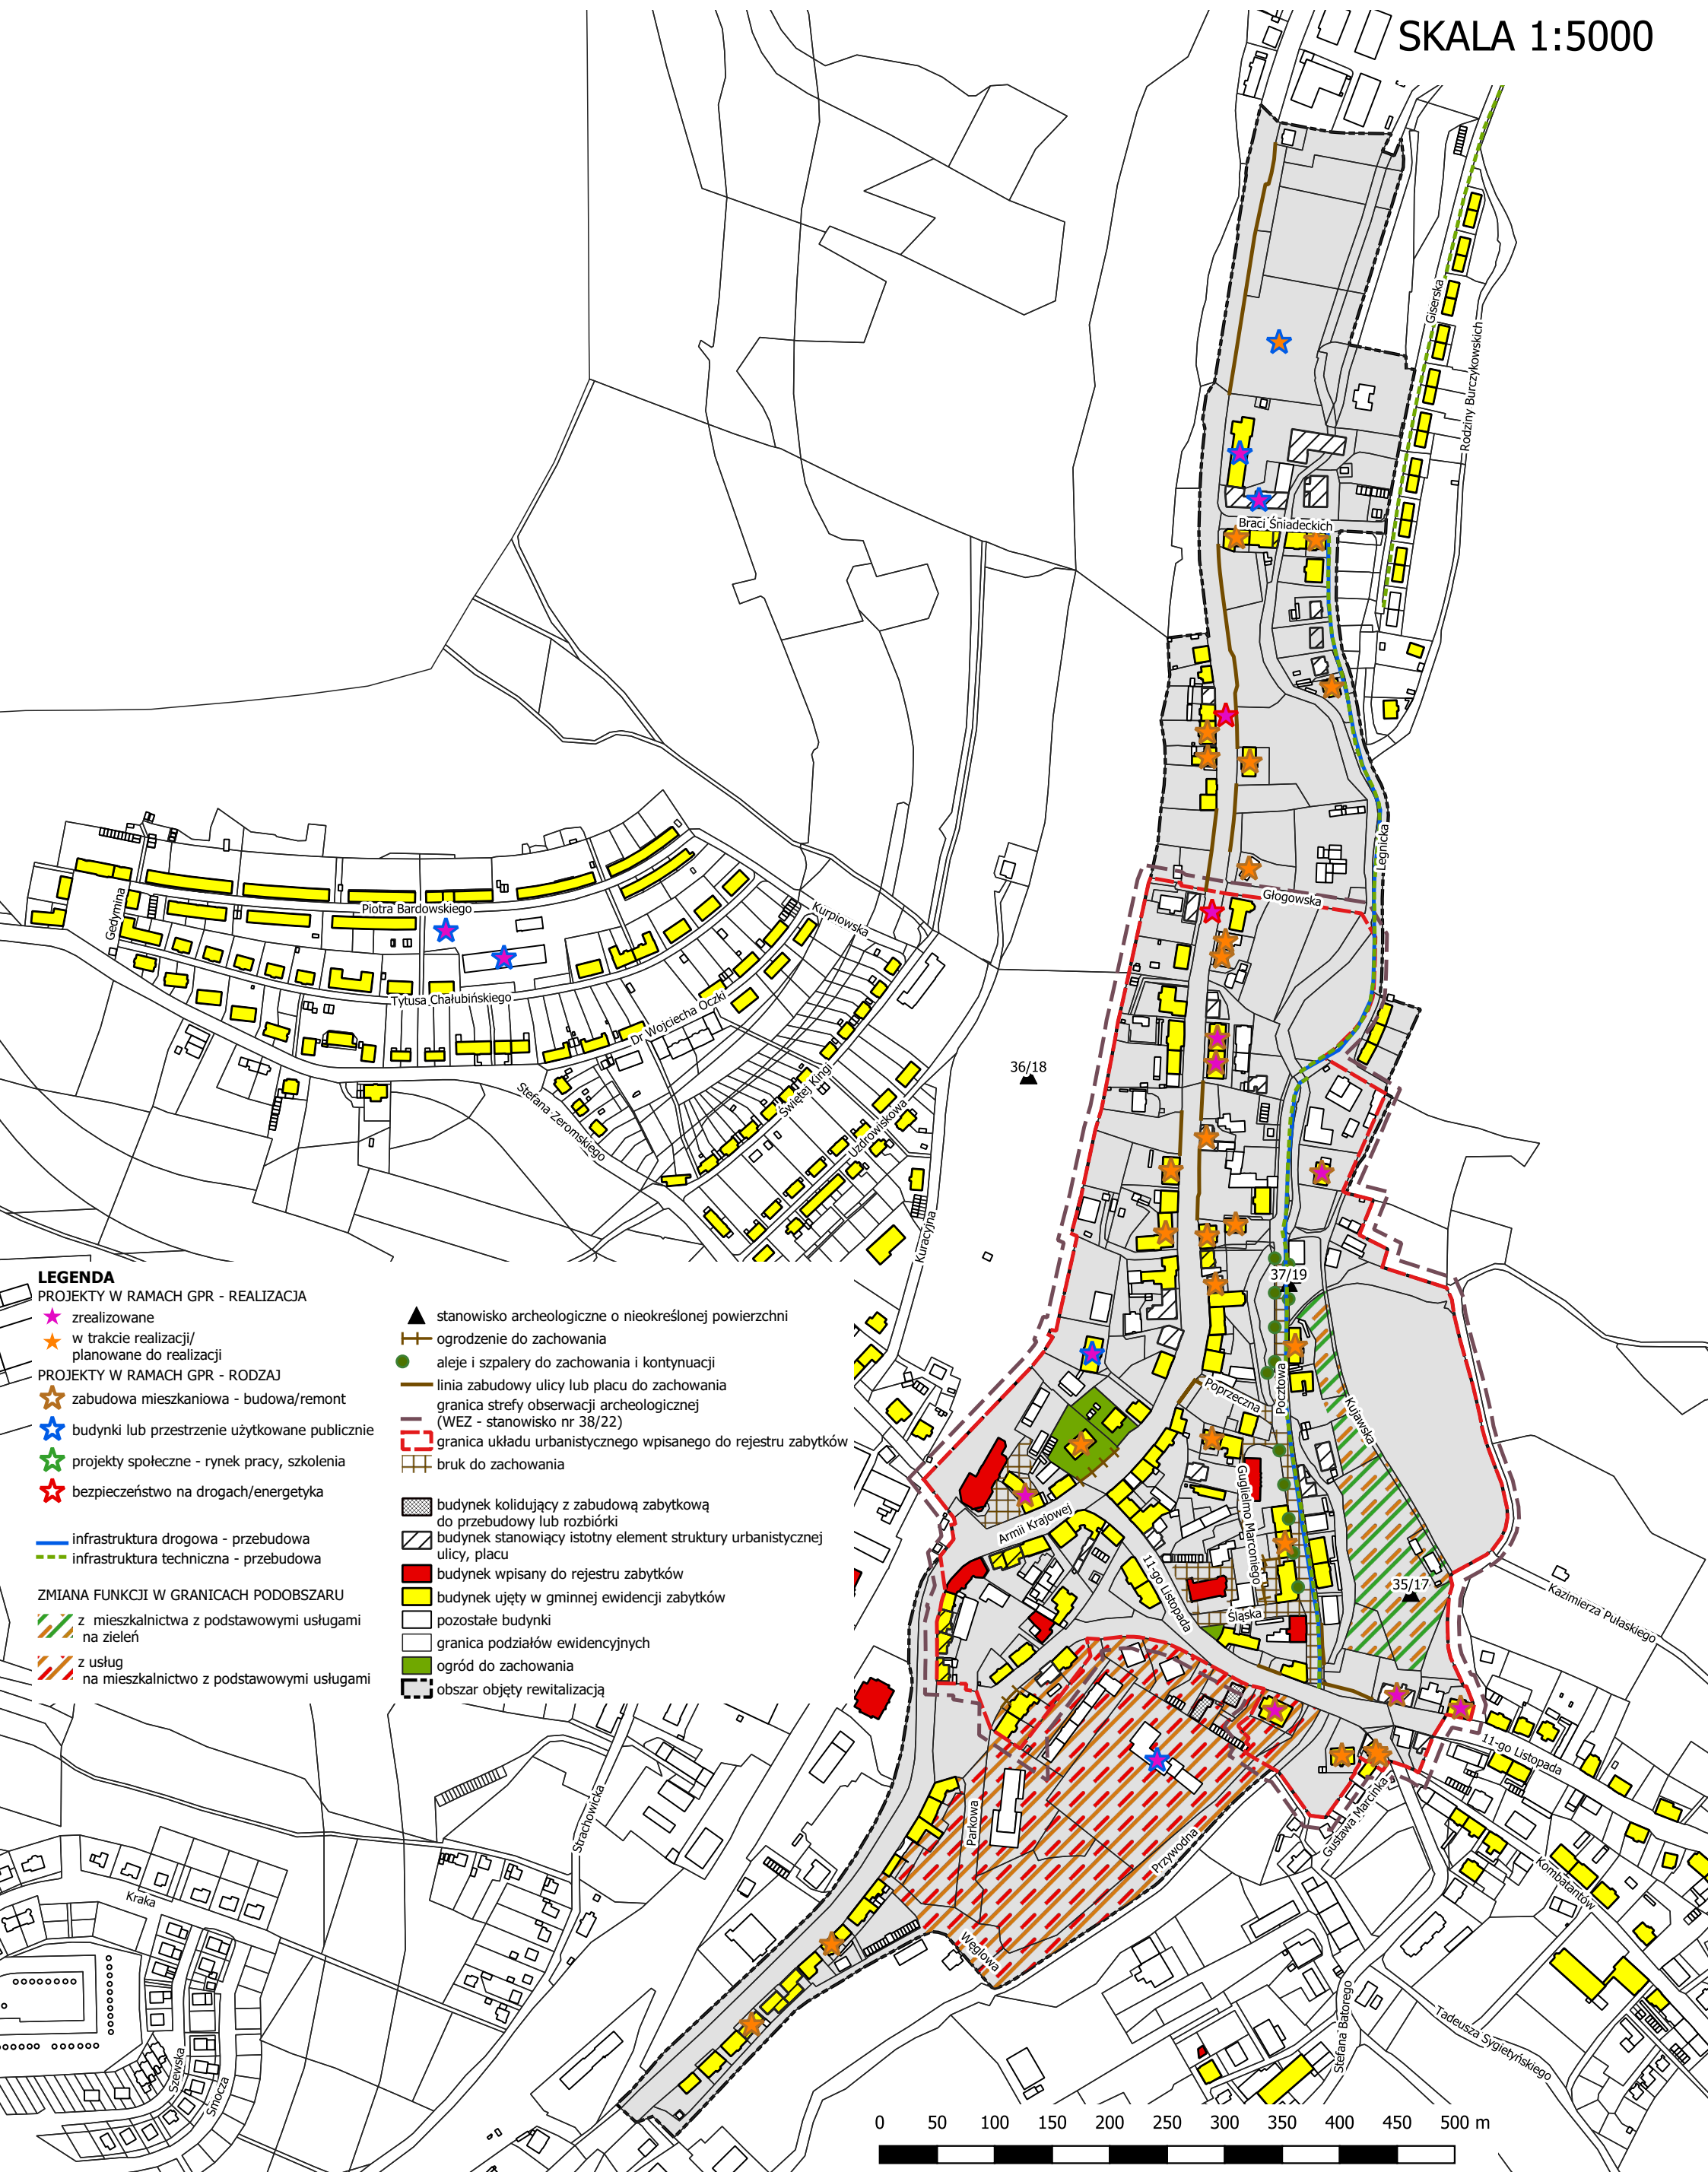 SKALA 1:5000
Giserska
Rodziny Burczykowskich
Braci Śniadeckich
Legnicka
Głogowska
Gedymina
Piotra Bardowskiego
Kurpiowska
Tytusa Chałubińskiego
Dr Wojciecha Oczki
Stefana Żeromskiego
Świętej Kingi
Uzdrowiskowa
Kuracyjna
36/18
37/19
Pocztowa
Poprzeczna
Kujawska
Guglielmo Marconiego
Armii Krajowej
11-go Listopada
Śląska
35/17
Kazimierza Pułaskiego
11-go Listopada
Gustawa Marcinka
Kombatantów
Przywodna
Parkowa
Węglowa
Strachowicka
Kraka
Szewska
Smocza
Stefana Batorego
Tadeusza Sygietyńskiego
LEGENDA
PROJEKTY W RAMACH GPR - REALIZACJA
zrealizowane
w trakcie realizacji/
planowane do realizacji
PROJEKTY W RAMACH GPR - RODZAJ
zabudowa mieszkaniowa - budowa/remont
budynki lub przestrzenie użytkowane publicznie
projekty społeczne - rynek pracy, szkolenia
bezpieczeństwo na drogach/energetyka
infrastruktura drogowa - przebudowa
infrastruktura techniczna - przebudowa
ZMIANA FUNKCJI W GRANICACH PODOBSZARU
z mieszkalnictwa z podstawowymi usługami
na zieleń
z usług
na mieszkalnictwo z podstawowymi usługami
stanowisko archeologiczne o nieokreślonej powierzchni
ogrodzenie do zachowania
aleje i szpalery do zachowania i kontynuacji
linia zabudowy ulicy lub placu do zachowania
granica strefy obserwacji archeologicznej
(WEZ - stanowisko nr 38/22)
granica układu urbanistycznego wpisanego do rejestru zabytków
bruk do zachowania
budynek kolidujący z zabudową zabytkową
do przebudowy lub rozbiórki
budynek stanowiący istotny element struktury urbanistycznej
ulicy, placu
budynek wpisany do rejestru zabytków
budynek ujęty w gminnej ewidencji zabytków
pozostałe budynki
granica podziałów ewidencyjnych
ogród do zachowania
obszar objęty rewitalizacją
0 50 100 150 200 250 300 350 400 450 500 m